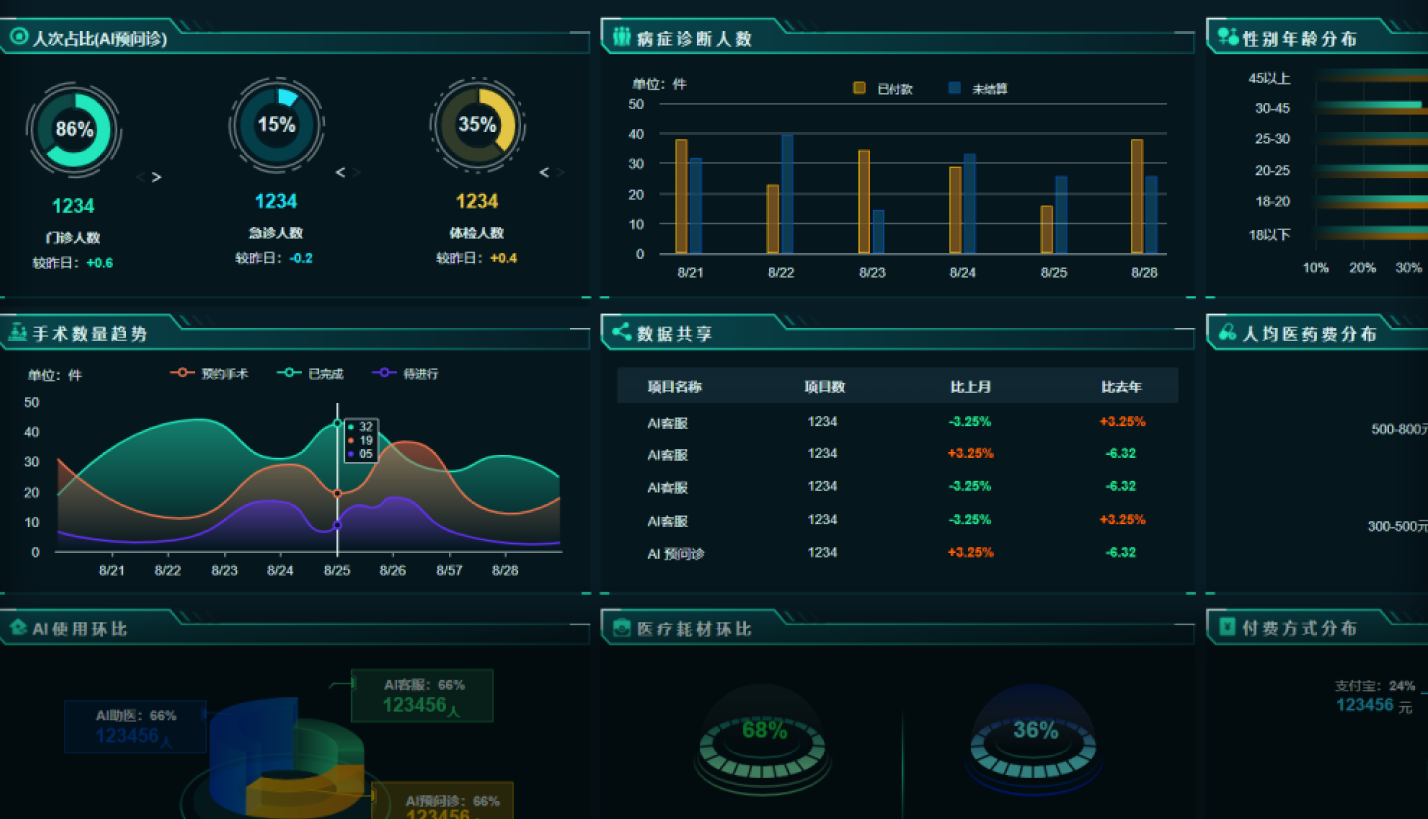 人次占比(AI预问诊)
86%
1234
门诊人数
较昨日：+0.6
< >
15%
1234
急诊人数
较昨日：-0.2
< >
35%
1234
体检人数
较昨日：+0.4
< >
病症诊断人数
单位：件
已付款 未结算
50
40
30
20
10
0
8/21 8/22 8/23 8/24 8/25 8/28
性别年龄分布
45以上
30-45
25-30
20-25
18-20
18以下
10% 20% 30%
手术数量趋势
单位：件
预约手术 已完成 待进行
50
40
30
20
10
0
32
19
05
8/21 8/22 8/23 8/24 8/25 8/26 8/57 8/28
数据共享
项目名称 项目数 比上月 比去年
AI客服 1234 -3.25% +3.25%
AI客服 1234 +3.25% -6.32
AI客服 1234 -3.25% -6.32
AI客服 1234 -3.25% +3.25%
AI 预问诊 1234 +3.25% -6.32
人均医药费分布
500-800元
300-500元
AI使用环比
AI客服：66%
123456人
AI助医：66%
123456人
AI预问诊：66%
123456
医疗耗材环比
68%
36%
付费方式分布
支付宝：24%
123456 元